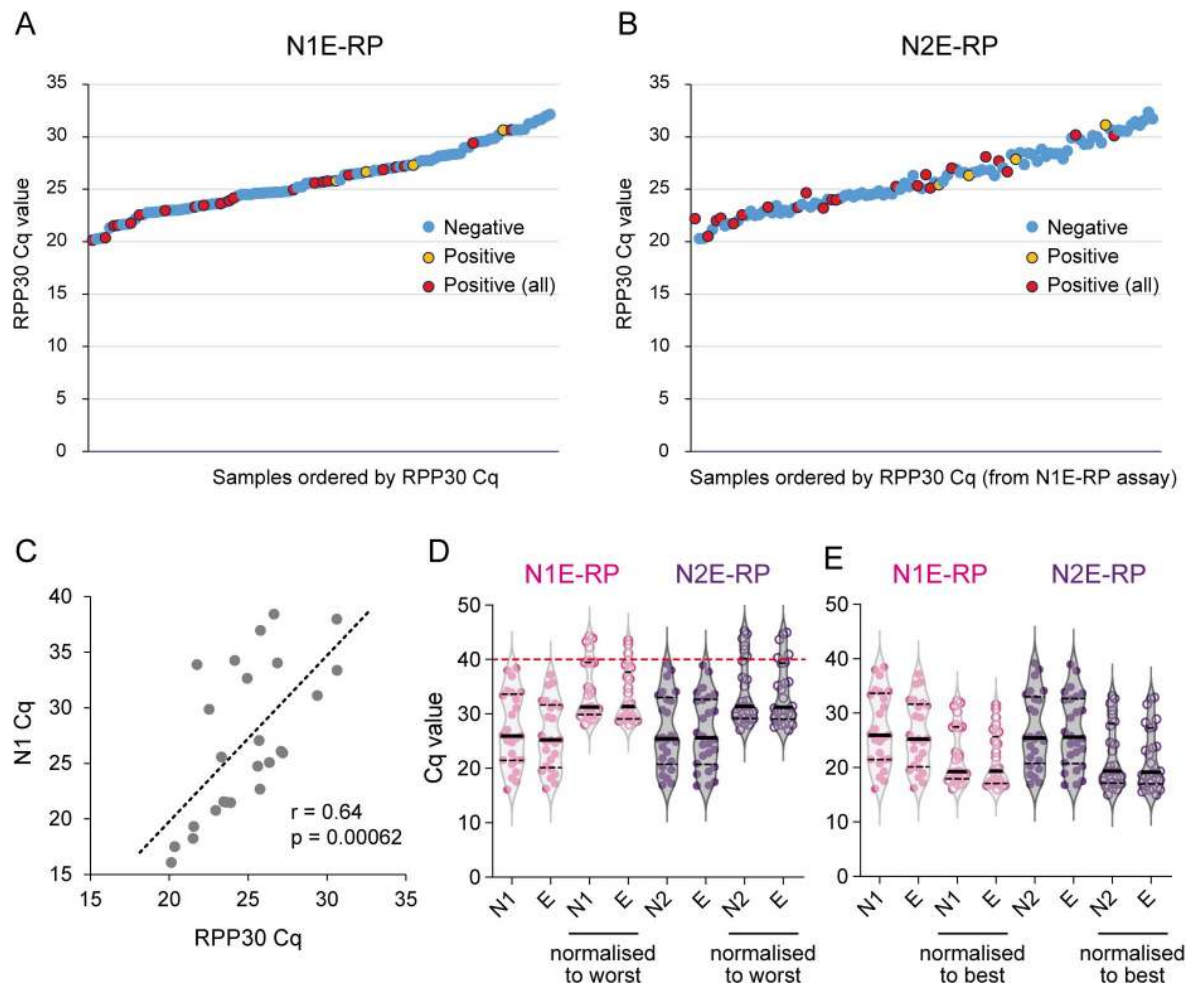 A
N1E-RP
35
30
25
20
15
10
5
0
RPP30 Cq value
Negative
Positive
Positive (all)
Samples ordered by RPP30 Cq
B
N2E-RP
35
30
25
20
15
10
5
0
RPP30 Cq value
Negative
Positive
Positive (all)
Samples ordered by RPP30 Cq (from N1E-RP assay)
C
40
35
30
25
20
15
N1 Cq
r = 0.64
p = 0.00062
15 20 25 30 35
RPP30 Cq
D
N1E-RP N2E-RP
50
40
30
20
10
0
Cq value
N1 E N1 E N2 E N2 E
normalised normalised
to worst to worst
E
N1E-RP N2E-RP
50
40
30
20
10
0
N1 E N1 E N2 E N2 E
normalised normalised
to best to best